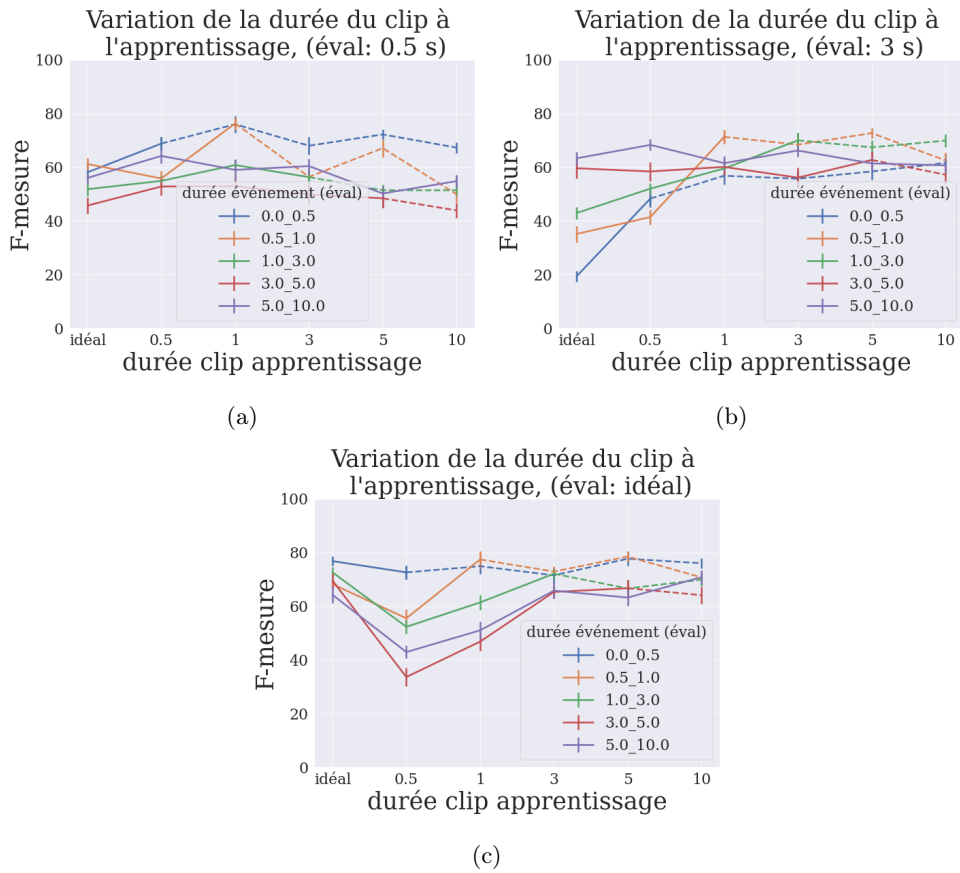 Variation de la durée du clip à
l'apprentissage, (éval: 0.5 s)
100
80
60
40
20
0
F-mesure
durée événement (éval)
0.0_0.5
0.5_1.0
1.0_3.0
3.0_5.0
5.0_10.0
idéal 0.5 1 3 5 10
durée clip apprentissage
(a)
Variation de la durée du clip à
l'apprentissage, (éval: 3 s)
100
80
60
40
20
0
F-mesure
durée événement (éval)
0.0_0.5
0.5_1.0
1.0_3.0
3.0_5.0
5.0_10.0
idéal 0.5 1 3 5 10
durée clip apprentissage
(b)
Variation de la durée du clip à
l'apprentissage, (éval: idéal)
100
80
60
40
20
0
F-mesure
durée événement (éval)
0.0_0.5
0.5_1.0
1.0_3.0
3.0_5.0
5.0_10.0
idéal 0.5 1 3 5 10
durée clip apprentissage
(c)